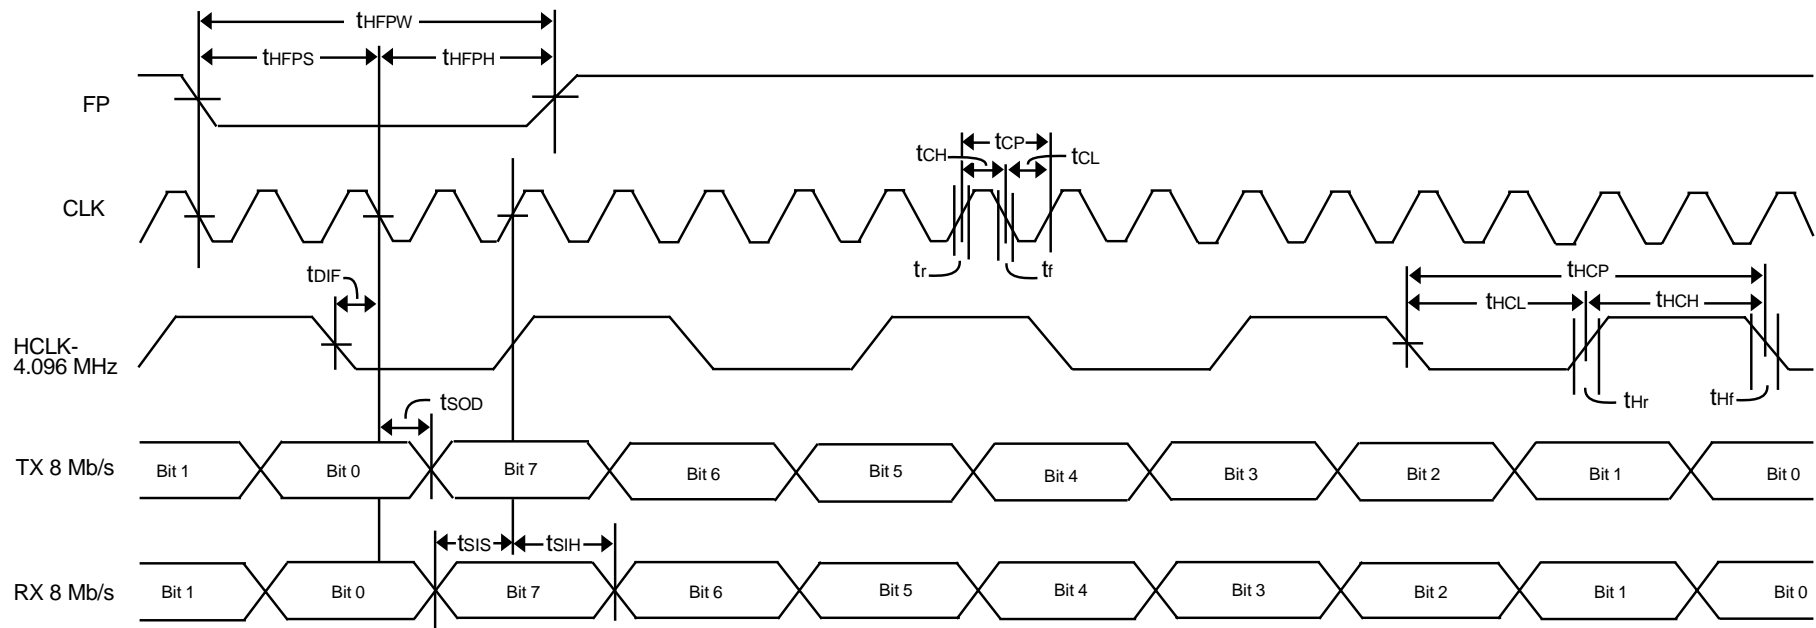 tHFPW
tHFPS
tHFPH
FP
tCP
tCH
tCL
CLK
tr
tf
tDIF
tHCP
tHCL
tHCH
HCLK-
4.096 MHz
tHr
tHf
tSOD
TX 8 Mb/s
Bit 1
Bit 0
Bit 7
Bit 6
Bit 5
Bit 4
Bit 3
Bit 2
Bit 1
Bit 0
tSIS
tSIH
RX 8 Mb/s
Bit 1
Bit 0
Bit 7
Bit 6
Bit 5
Bit 4
Bit 3
Bit 2
Bit 1
Bit 0